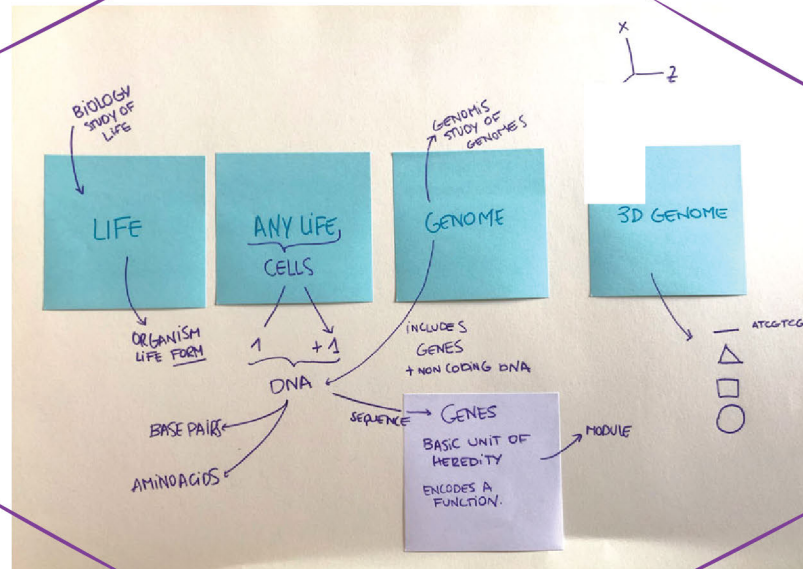 X
Z
BIOLOGY
STUDY OF
LIFE
GENOMIS
STUDY OF
GENOMES
LIFE
ANY LIFE
CELLS
GENOME
3D GENOME
ORGANISM
LIFE FORM
1
+1
DNA
INCLUDES
GENES
+ NON CODING DNA
ATCGTCG
BASE PAIRS
AMINOACIDS
SEQUENCE
GENES
BASIC UNIT OF
HEREDITY
ENCODES A
FUNCTION.
MODULE